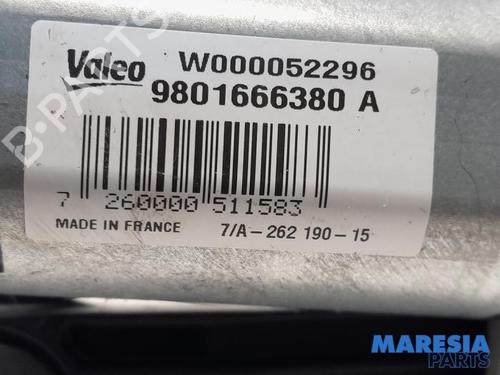 Valeo W000052296
9801666380 A
7 260000 511583
MADE IN FRANCE 7/A-262 190-15
B-PARTS
MARESIA
PARTS